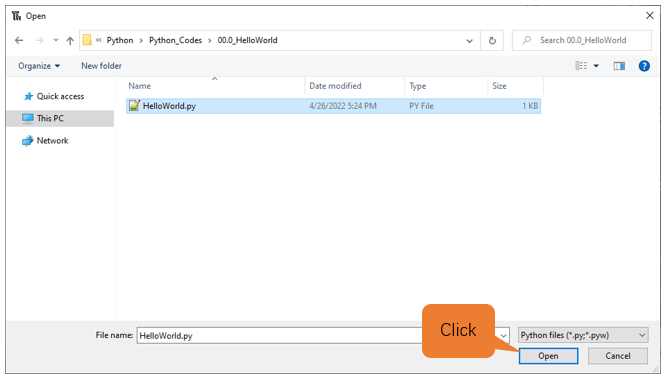 Open
« Python › Python_Codes › 00.0_HelloWorld
Search 00.0_HelloWorld
Organize
New folder
Name
Date modified
Type
Size
Quick access
This PC
Network
HelloWorld.py
4/26/2022 5:24 PM
PY File
1 KB
File name:
HelloWorld.py
Python files (*.py;*.pyw)
Click
Open
Cancel